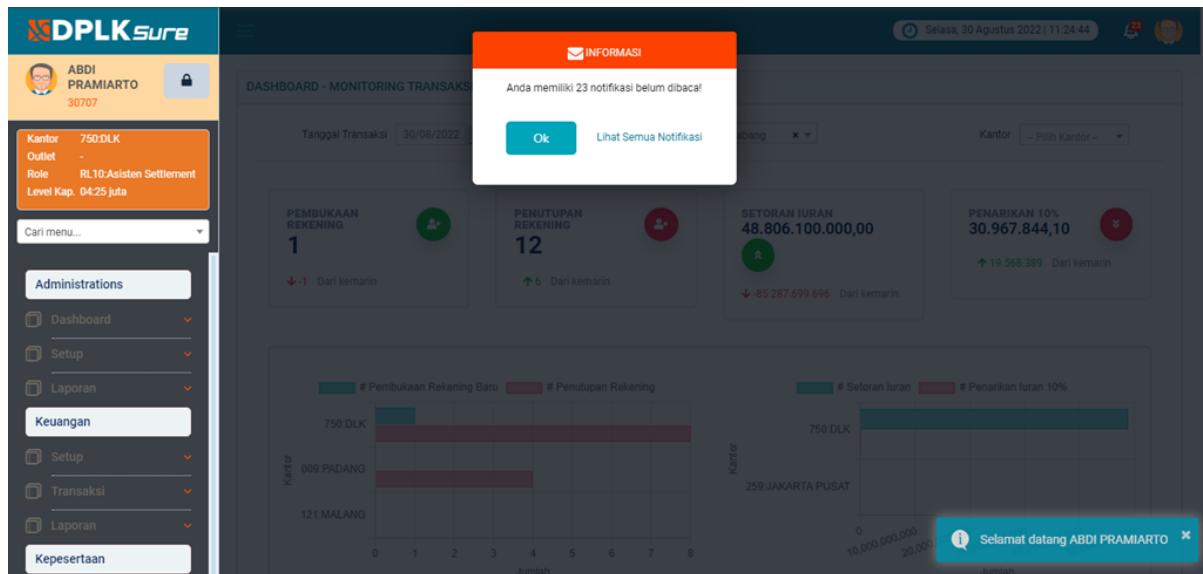 DPLKSure
Selasa, 30 Agustus 2022 | 11:24:44
23
ABDI
PRAMIARTO
30707
Kantor 750:DLK
Outlet -
Role RL10:Asisten Settlement
Level Kap. 04:25 juta
Cari menu...
Administrations
Dashboard
Setup
Laporan
Keuangan
Setup
Transaksi
Laporan
Kepesertaan
INFORMASI
Anda memiliki 23 notifikasi belum dibaca!
Ok Lihat Semua Notifikasi
DASHBOARD - MONITORING TRANSAKS
Tanggal Transaksi 30/08/2022
abang
Kantor -- Pilih Kantor --
PEMBUKAAN
REKENING
1
-1 Dari kemarin
PENUTUPAN
REKENING
12
6 Dari kemarin
SETORAN IURAN
48.806.100.000,00
-85.287.699.696 Dari kemarin
PENARIKAN 10%
30.967.844,10
19.568.389 Dari kemarin
# Pembukaan Rekening Baru # Penutupan Rekening
Kantor
750:DLK
009:PADANG
121:MALANG
0 1 2 3 4 5 6 7 8
Jumlah
# Setoran Iuran # Penarikan Iuran 10%
Kantor
750:DLK
259:JAKARTA PUSAT
0
10,000,000,000
Jumlah
Selamat datang ABDI PRAMIARTO